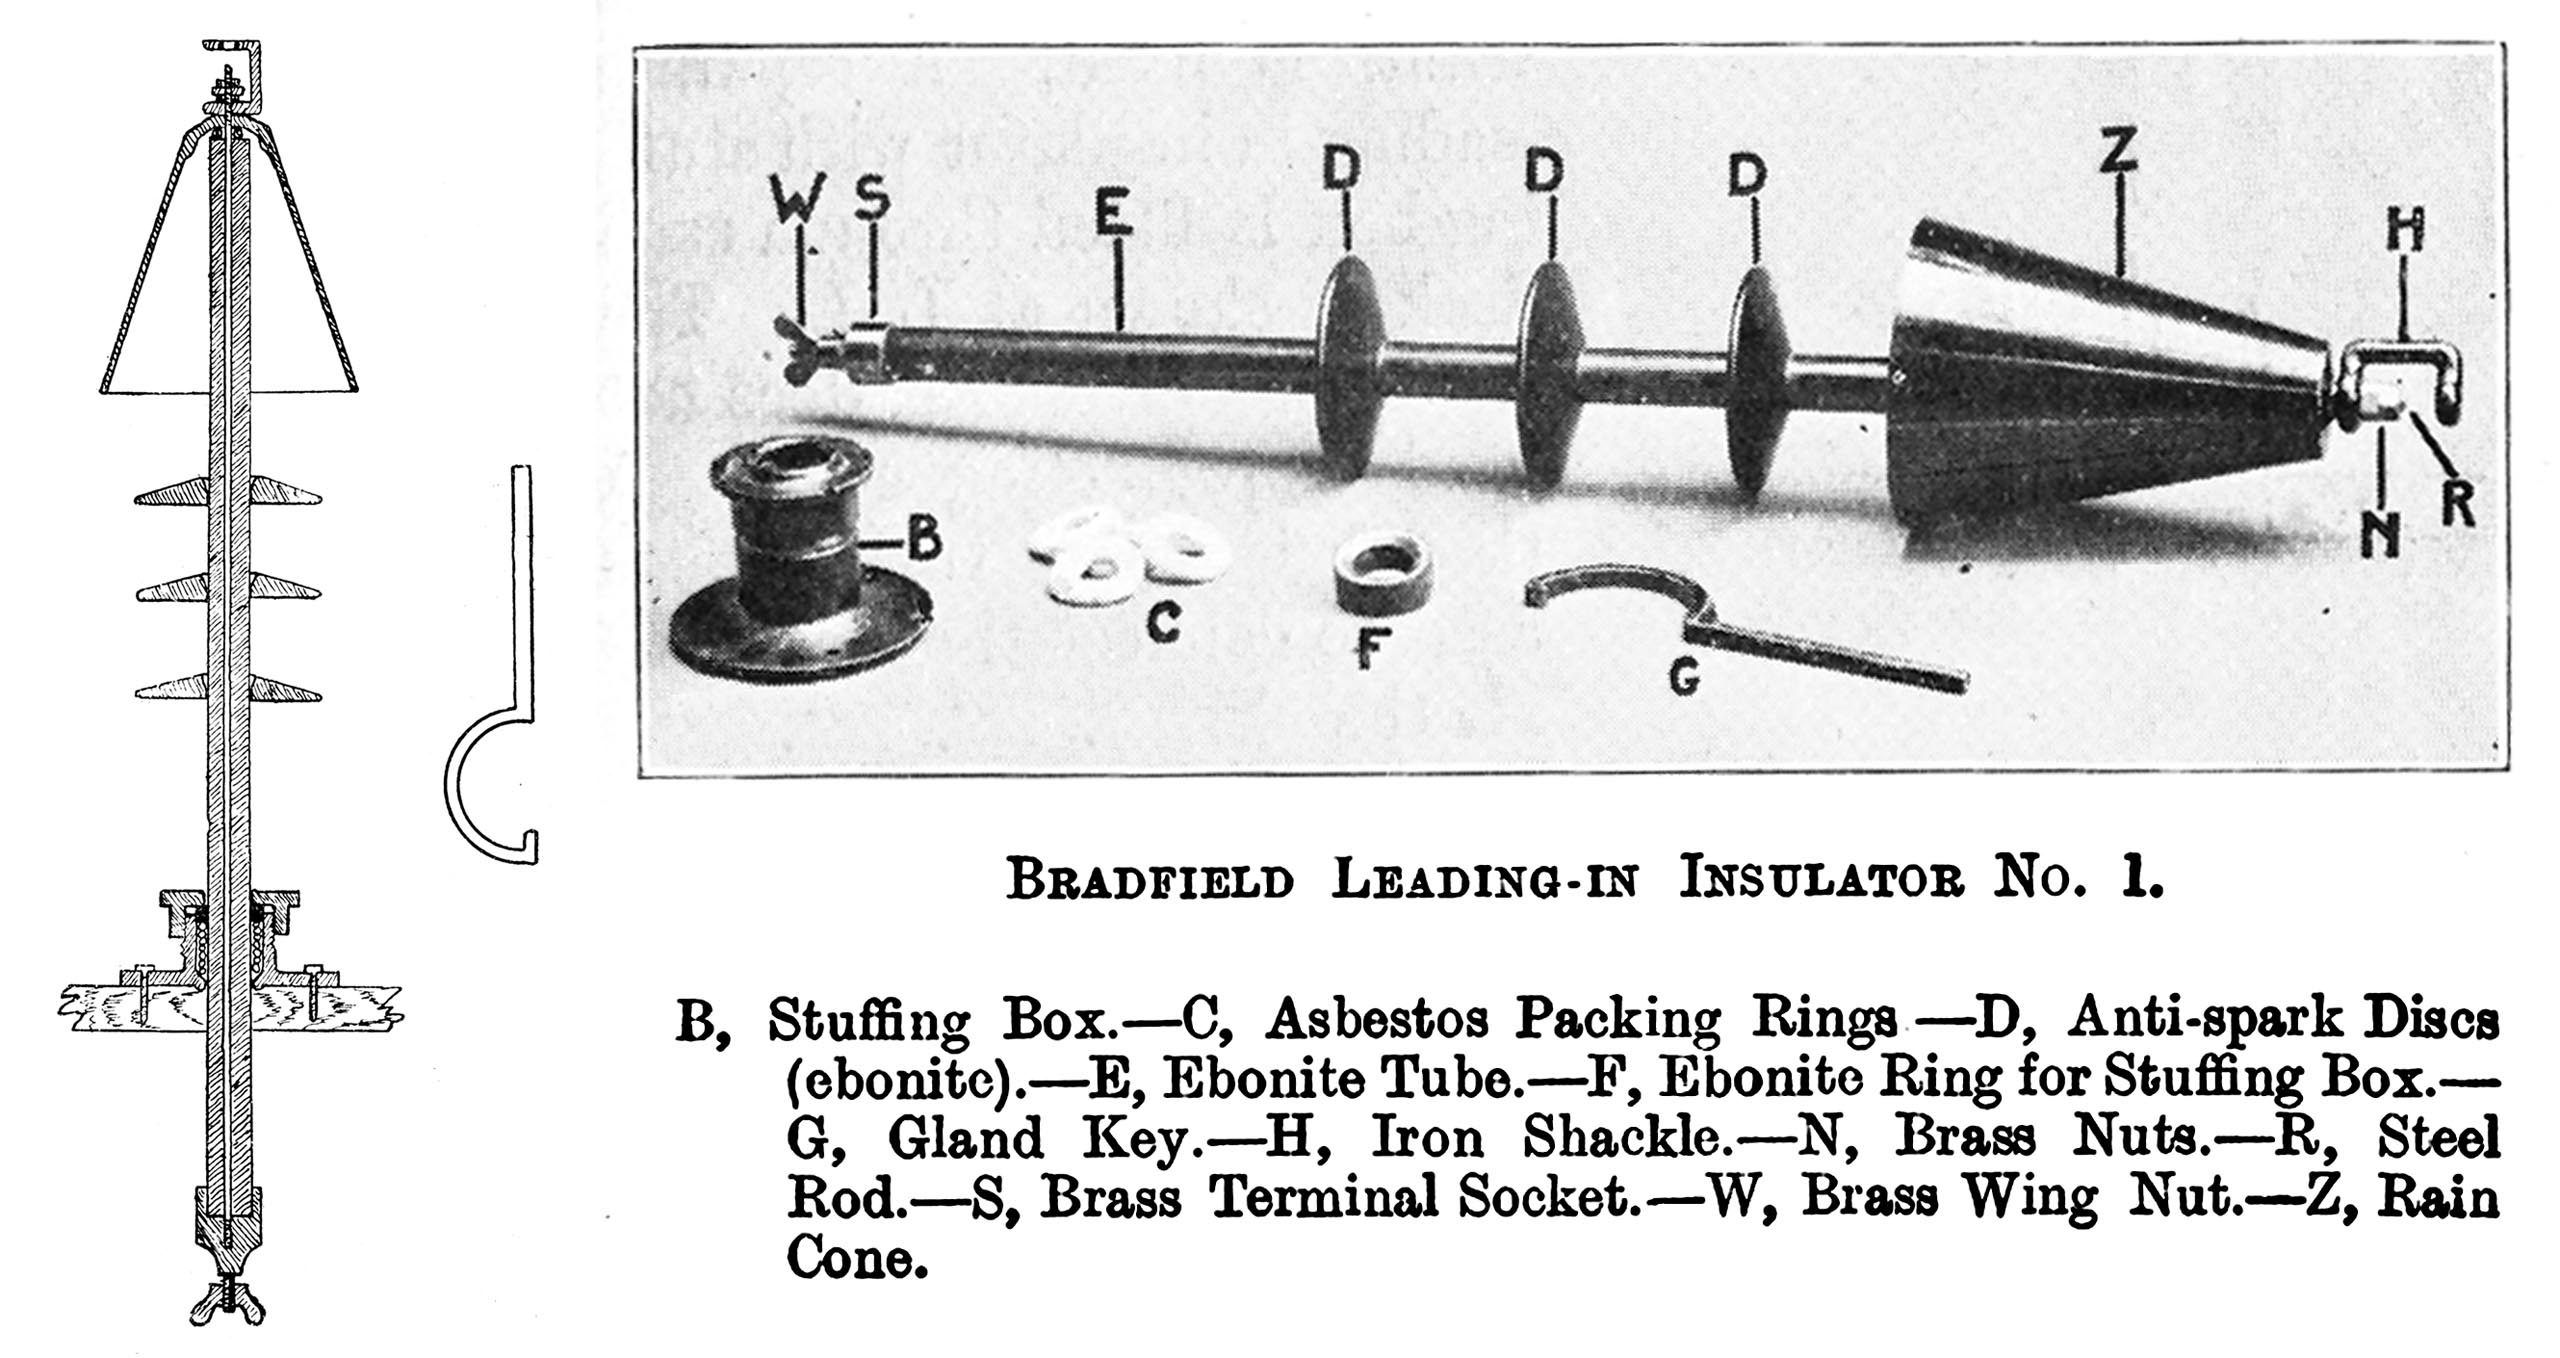 W S E D D D Z H
B C F G N R
BRADFIELD LEADING-IN INSULATOR No. 1.
B, Stuffing Box.—C, Asbestos Packing Rings—D, Anti-spark Discs
(ebonite).—E, Ebonite Tube.—F, Ebonite Ring for Stuffing Box.—
G, Gland Key.—H, Iron Shackle.—N, Brass Nuts.—R, Steel
Rod.—S, Brass Terminal Socket.—W, Brass Wing Nut.—Z, Rain
Cone.